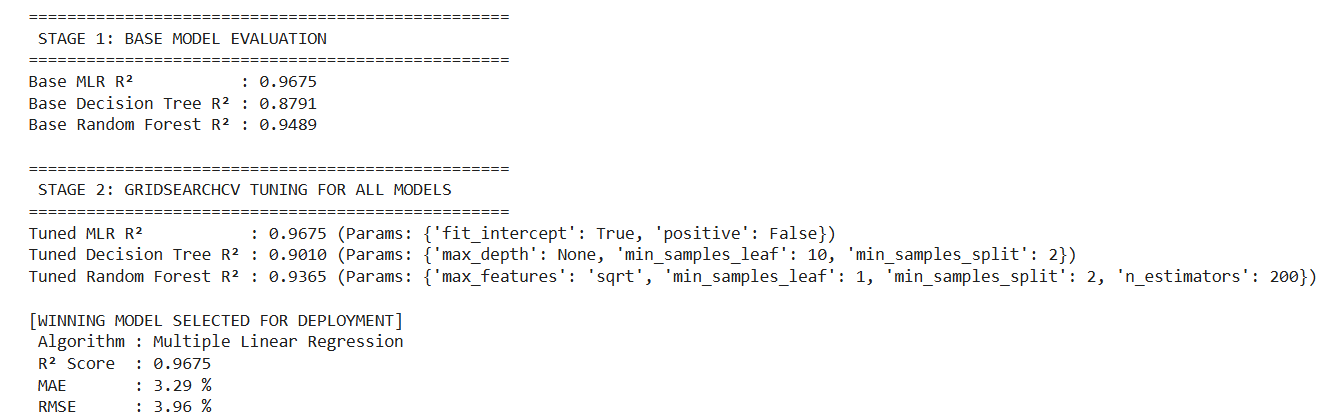 ==================================================
 STAGE 1: BASE MODEL EVALUATION
==================================================
Base MLR R²           : 0.9675
Base Decision Tree R² : 0.8791
Base Random Forest R² : 0.9489

==================================================
 STAGE 2: GRIDSEARCHCV TUNING FOR ALL MODELS
==================================================
Tuned MLR R²           : 0.9675 (Params: {'fit_intercept': True, 'positive': False})
Tuned Decision Tree R² : 0.9010 (Params: {'max_depth': None, 'min_samples_leaf': 10, 'min_samples_split': 2})
Tuned Random Forest R² : 0.9365 (Params: {'max_features': 'sqrt', 'min_samples_leaf': 1, 'min_samples_split': 2, 'n_estimators': 200})

[WINNING MODEL SELECTED FOR DEPLOYMENT]
 Algorithm : Multiple Linear Regression
 R² Score  : 0.9675
 MAE       : 3.29 %
 RMSE      : 3.96 %